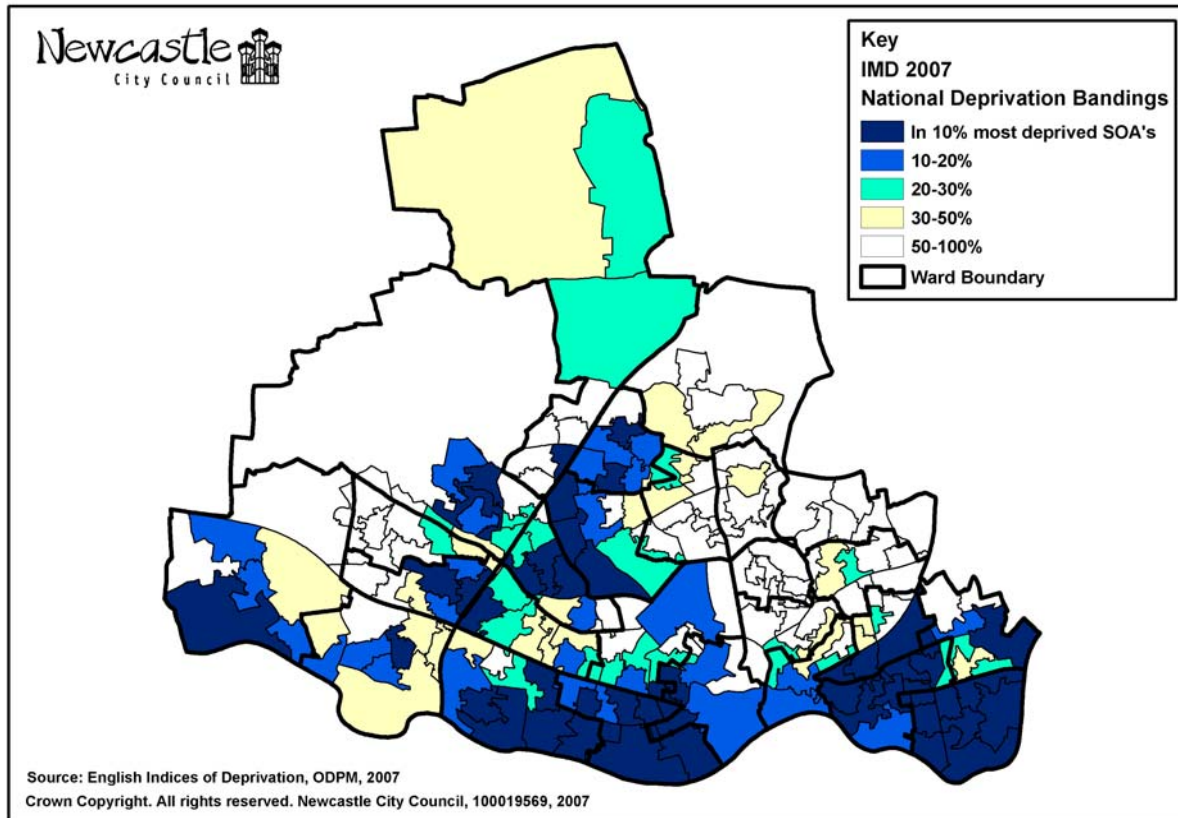 Newcastle
City Council
Key
IMD 2007
National Deprivation Bandings
In 10% most deprived SOA's
10-20%
20-30%
30-50%
50-100%
Ward Boundary
Source: English Indices of Deprivation, ODPM, 2007
Crown Copyright. All rights reserved. Newcastle City Council, 100019569, 2007